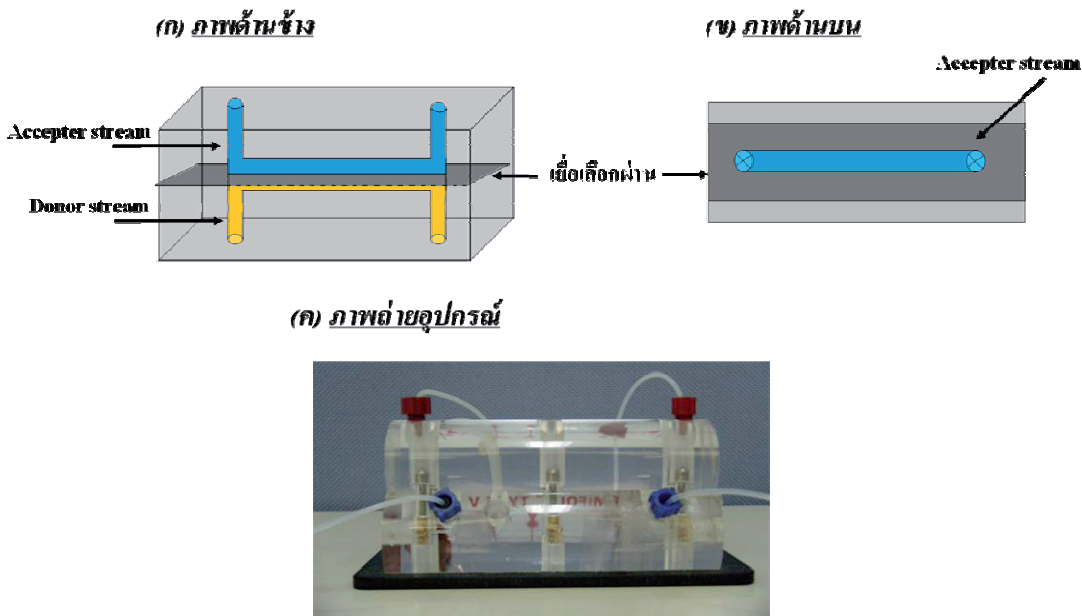 (ก) ภาพด้านข้าง
(ข) ภาพด้านบน
Accepter stream
Accepter stream
เยื่อเลือกผ่าน
Donor stream
(ค) ภาพถ่ายอุปกรณ์